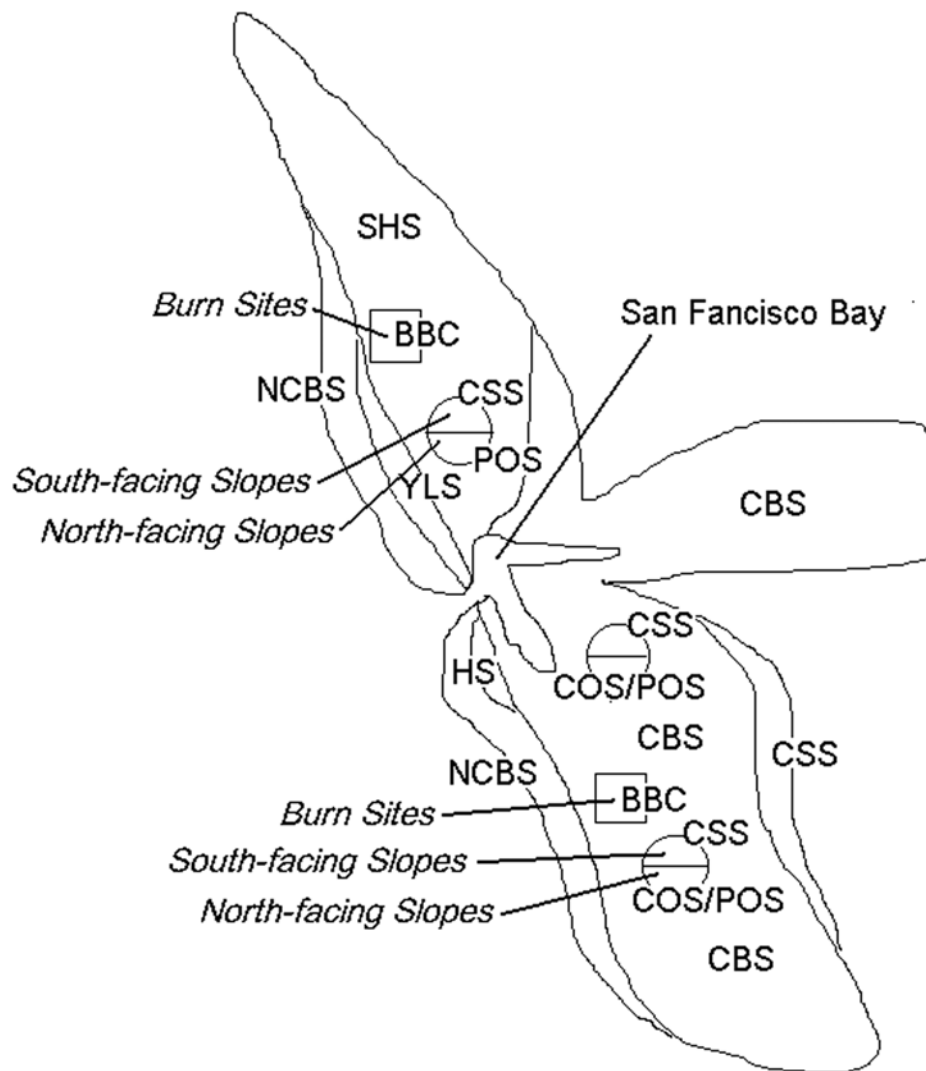 SHS
Burn Sites
BBC
San Fancisco Bay
NCBS
CSS
South-facing Slopes
POS
YLS
North-facing Slopes
CBS
CSS
HS
COS/POS
CBS
CSS
NCBS
Burn Sites
BBC
CSS
South-facing Slopes
COS/POS
North-facing Slopes
CBS